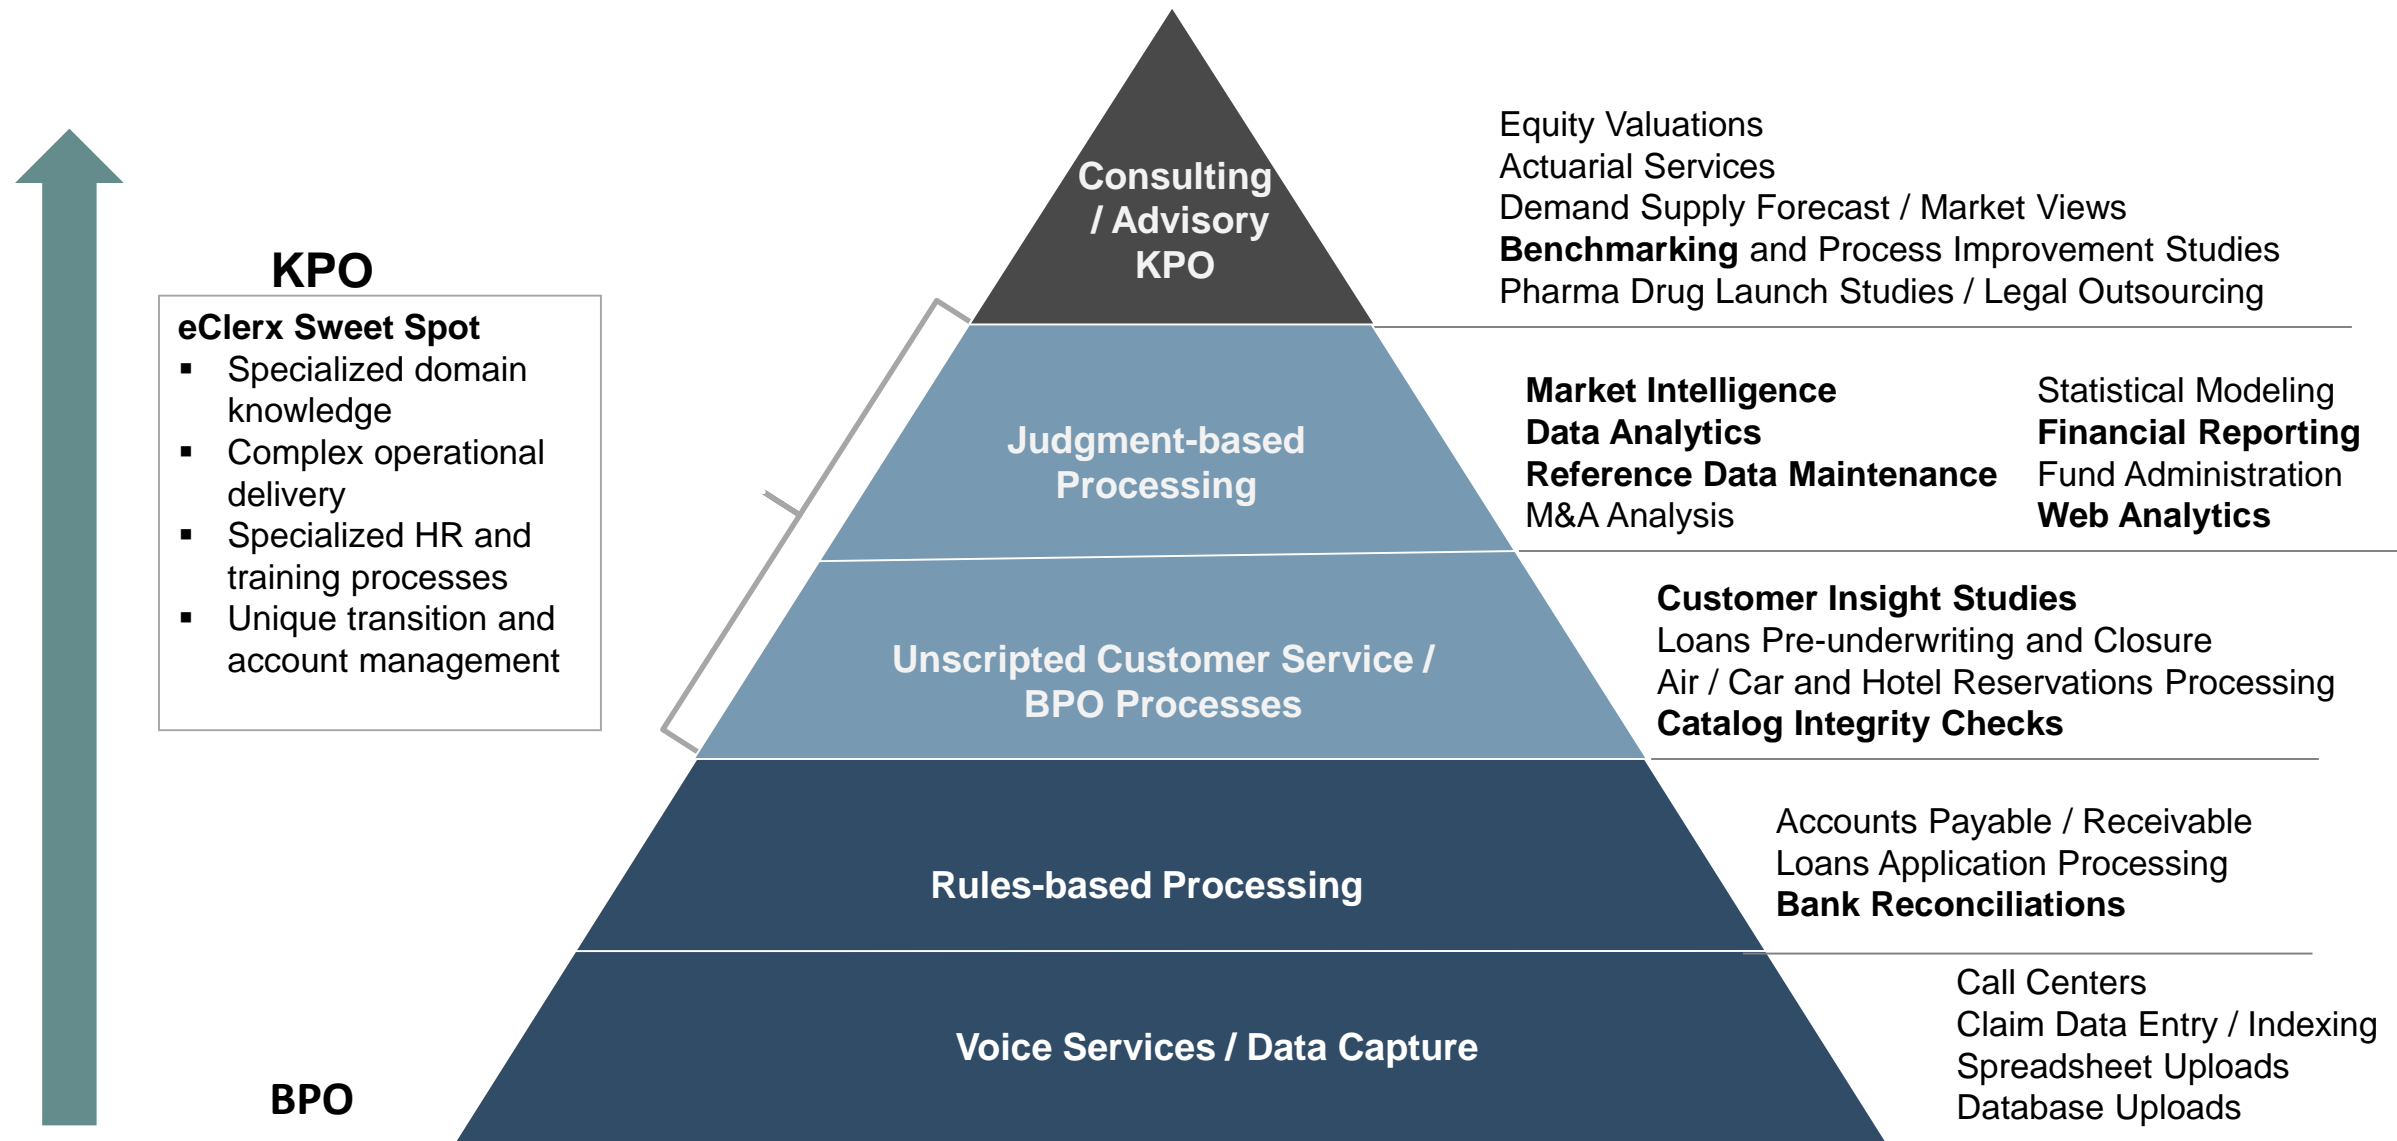 KPO
eClerx Sweet Spot
▪ Specialized domain
knowledge
▪ Complex operational
delivery
▪ Specialized HR and
training processes
▪ Unique transition and
account management
BPO
Consulting
/ Advisory
KPO
Equity Valuations
Actuarial Services
Demand Supply Forecast / Market Views
Benchmarking and Process Improvement Studies
Pharma Drug Launch Studies / Legal Outsourcing
Judgment-based
Processing
Market Intelligence
Data Analytics
Reference Data Maintenance
M&A Analysis
Statistical Modeling
Financial Reporting
Fund Administration
Web Analytics
Unscripted Customer Service /
BPO Processes
Customer Insight Studies
Loans Pre-underwriting and Closure
Air / Car and Hotel Reservations Processing
Catalog Integrity Checks
Rules-based Processing
Accounts Payable / Receivable
Loans Application Processing
Bank Reconciliations
Voice Services / Data Capture
Call Centers
Claim Data Entry / Indexing
Spreadsheet Uploads
Database Uploads